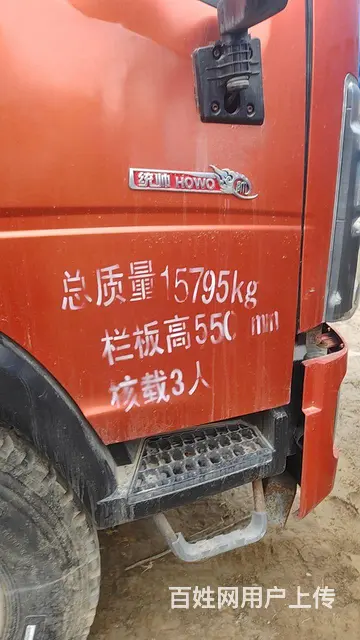 统帅 HOWO
总质量15795kg
栏板高550 mm
核载3人
百姓网用户上传